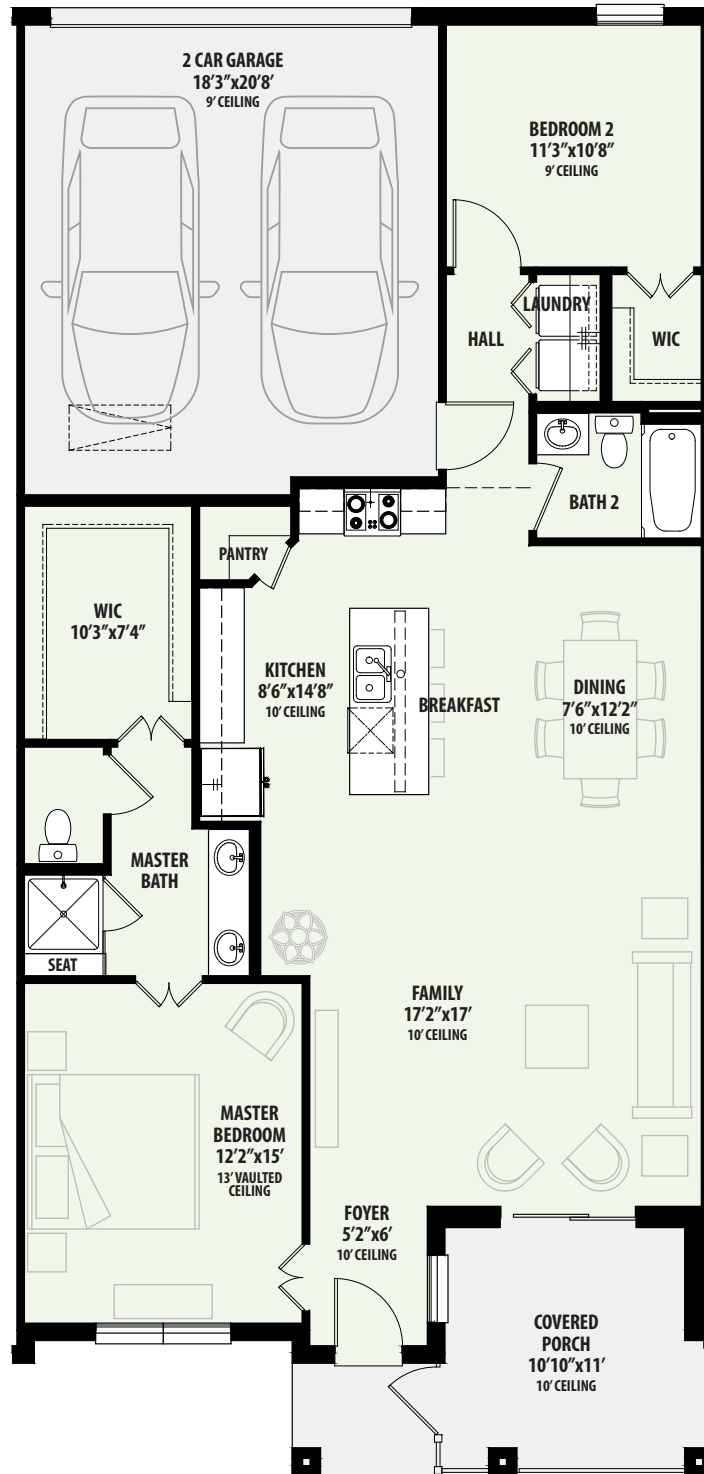 2 CAR GARAGE
18'3"x20'8'
9' CEILING
BEDROOM 2
11'3"x10'8"
9' CEILING
LAUNDRY
HALL
WIC
BATH 2
PANTRY
WIC
10'3"x7'4"
KITCHEN
8'6"x14'8"
10' CEILING
BREAKFAST
DINING
7'6"x12'2"
10' CEILING
MASTER
BATH
SEAT
FAMILY
17'2"x17'
10' CEILING
MASTER
BEDROOM
12'2"x15'
13' VAULTED
CEILING
FOYER
5'2"x6'
10' CEILING
COVERED
PORCH
10'10"x11'
10' CEILING